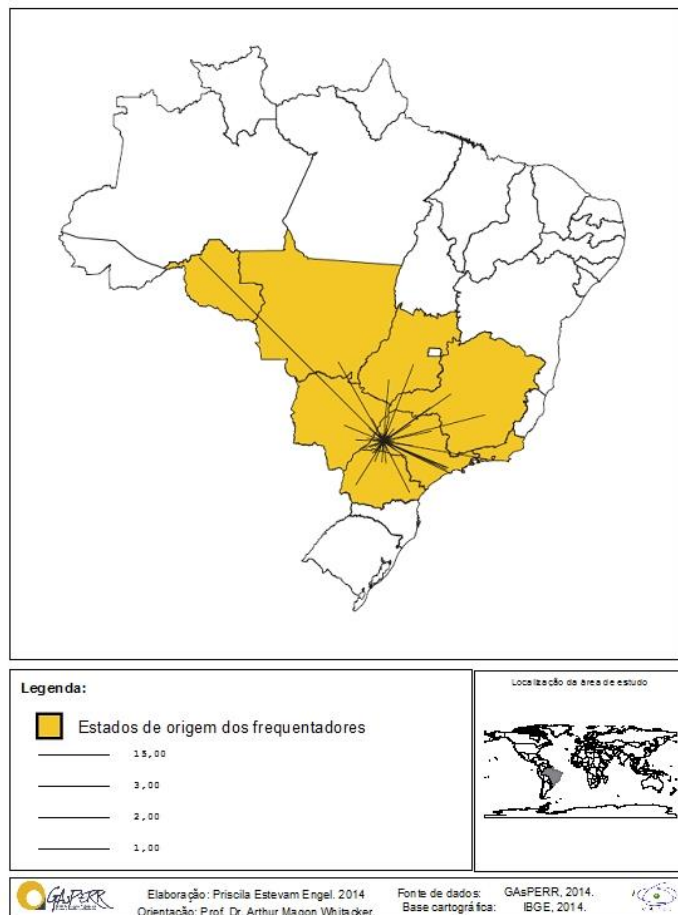 Legenda:
Estados de origem dos frequentadores
15,00
3,00
2,00
1,00
Localização da área de estudo
GAsPERR
Elaboração: Priscila Estevam Engel. 2014
Orientação: Prof. Dr. Arthur Magon Whitacker
Fonte de dados: GAsPERR, 2014.
Base cartográfica: IBGE, 2014.